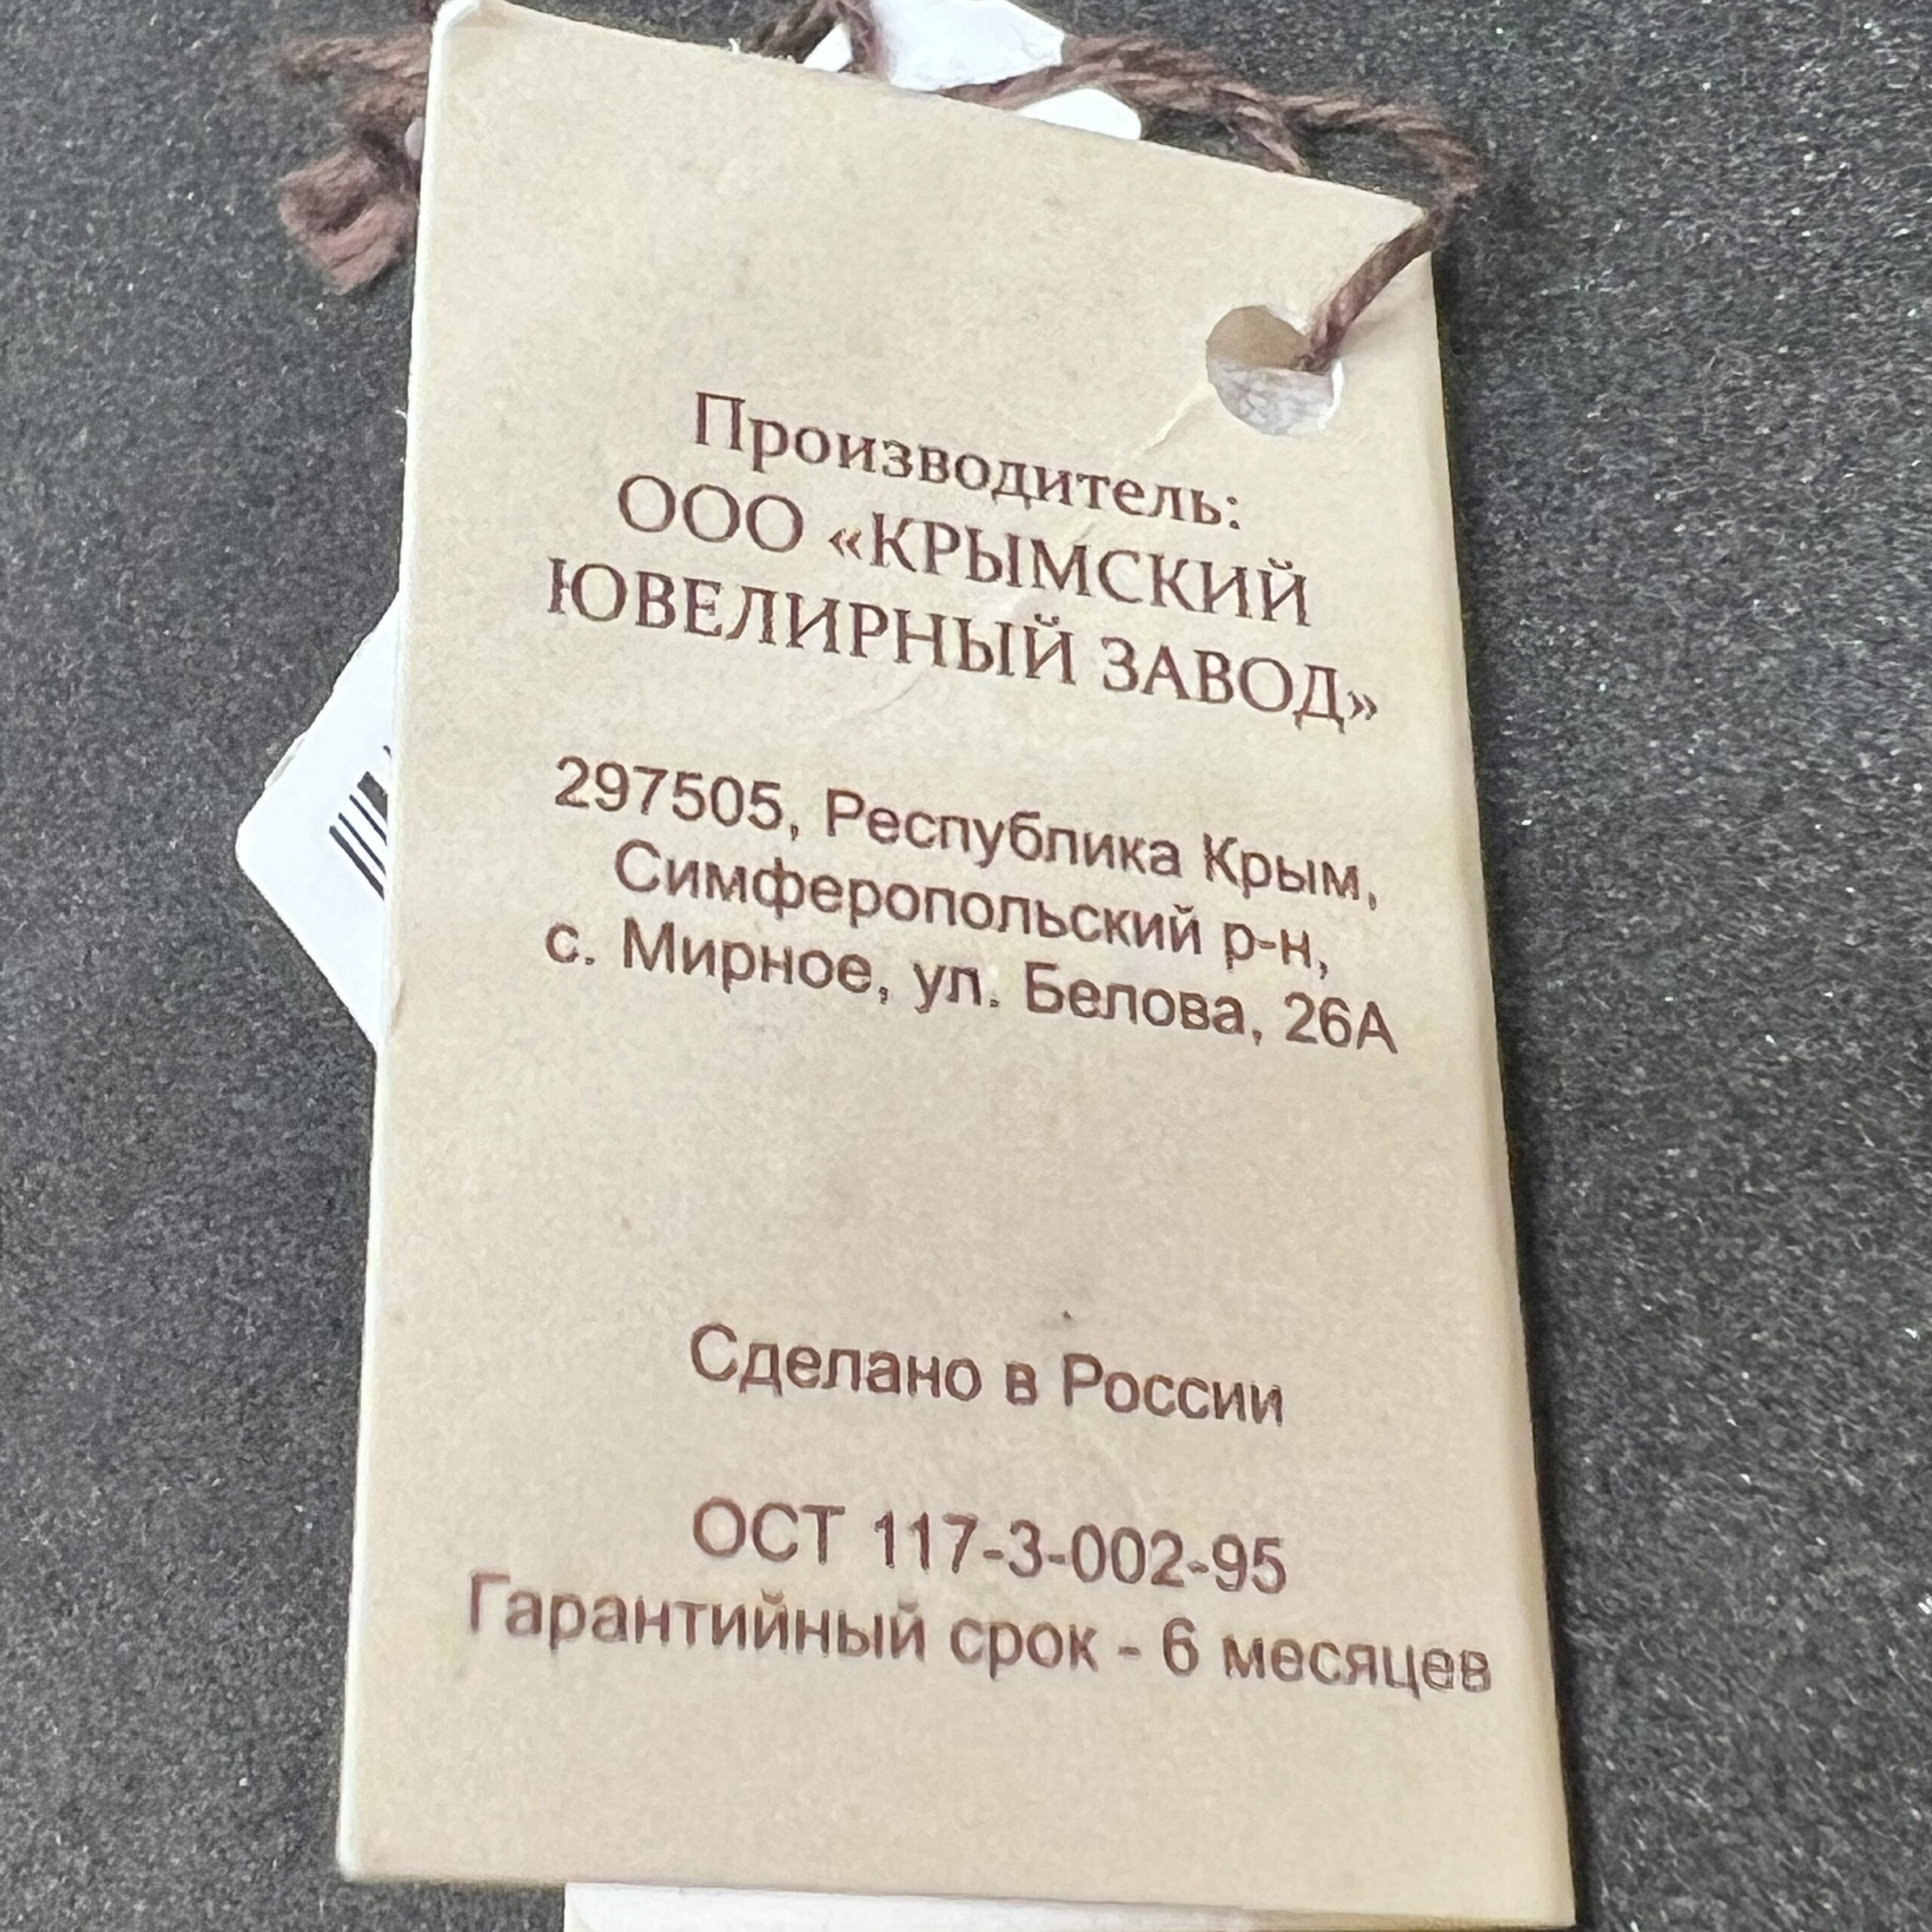 Производитель:
ООО «КРЫМСКИЙ
ЮВЕЛИРНЫЙ ЗАВОД»
297505, Республика Крым,
Симферопольский р-н,
с. Мирное, ул. Белова, 26А
Сделано в России
ОСТ 117-3-002-95
Гарантийный срок - 6 месяцев